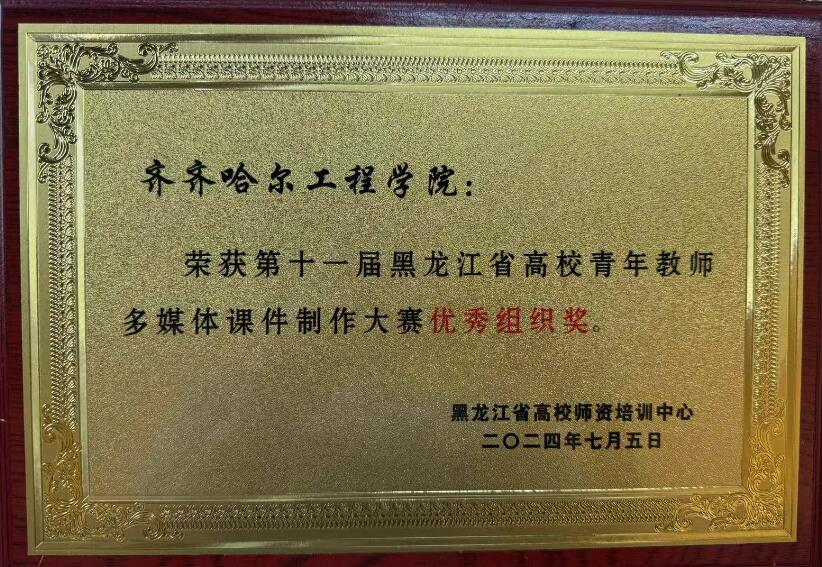 齐齐哈尔工程学院：
荣获第十一届黑龙江省高校青年教师
多媒体课件制作大赛优秀组织奖。
黑龙江省高校师资培训中心
二〇二四年七月五日